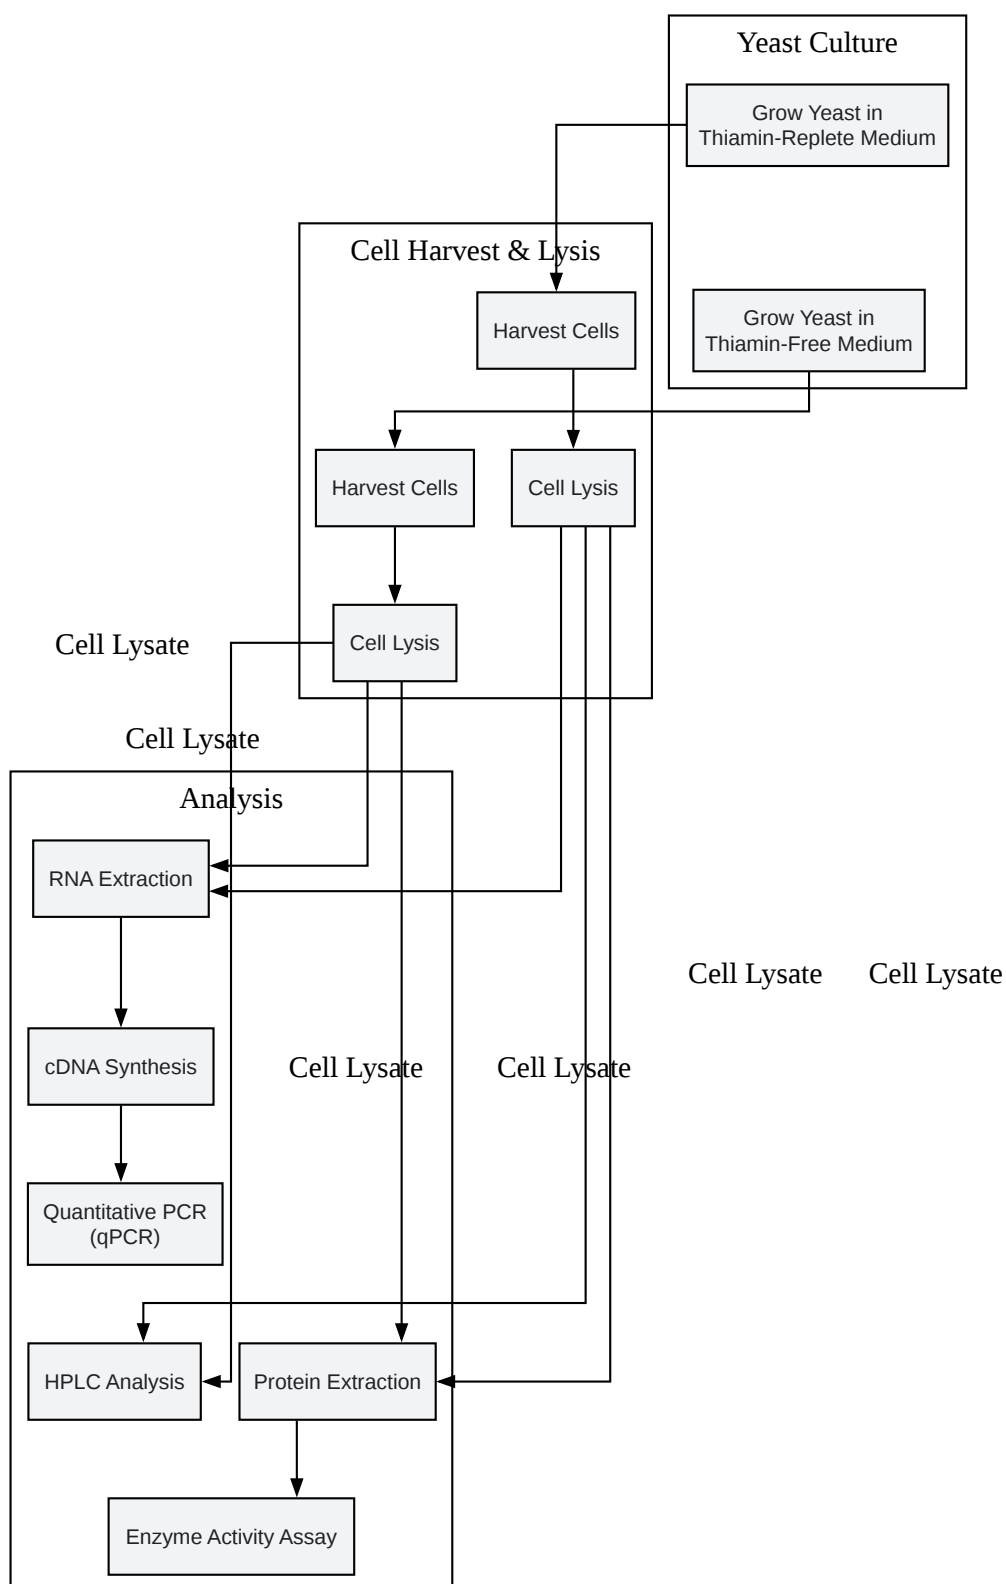 Yeast Culture
Grow Yeast in
Thiamin-Replete Medium
Cell Harvest & Lysis
Harvest Cells
Grow Yeast in
Thiamin-Free Medium
Harvest Cells
Cell Lysis
Cell Lysis
Cell Lysate
Cell Lysate
Analysis
RNA Extraction
Cell Lysate
Cell Lysate
cDNA Synthesis
Cell Lysate
Cell Lysate
Quantitative PCR
(qPCR)
HPLC Analysis
Protein Extraction
Enzyme Activity Assay